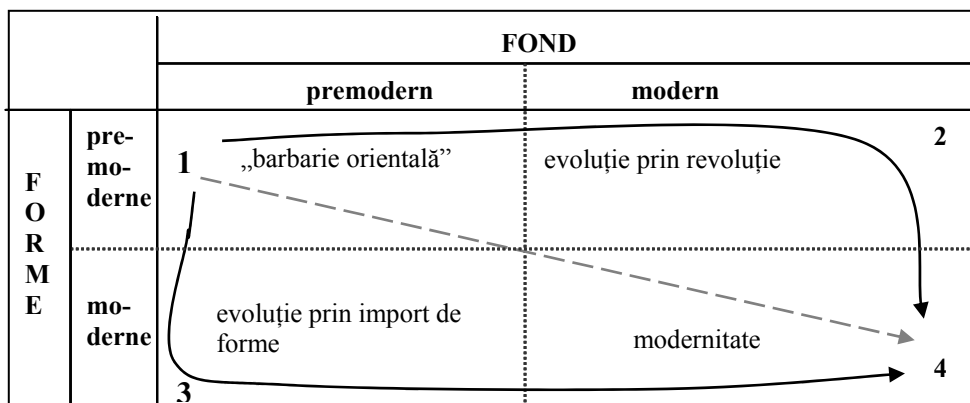 FOND
premodern modern
F
O
R
M
E
pre-
mo-
derne
1
„barbarie orientală”
evoluție prin revoluție
2
mo-
derne
evoluție prin import de
forme
modernitate
3
4